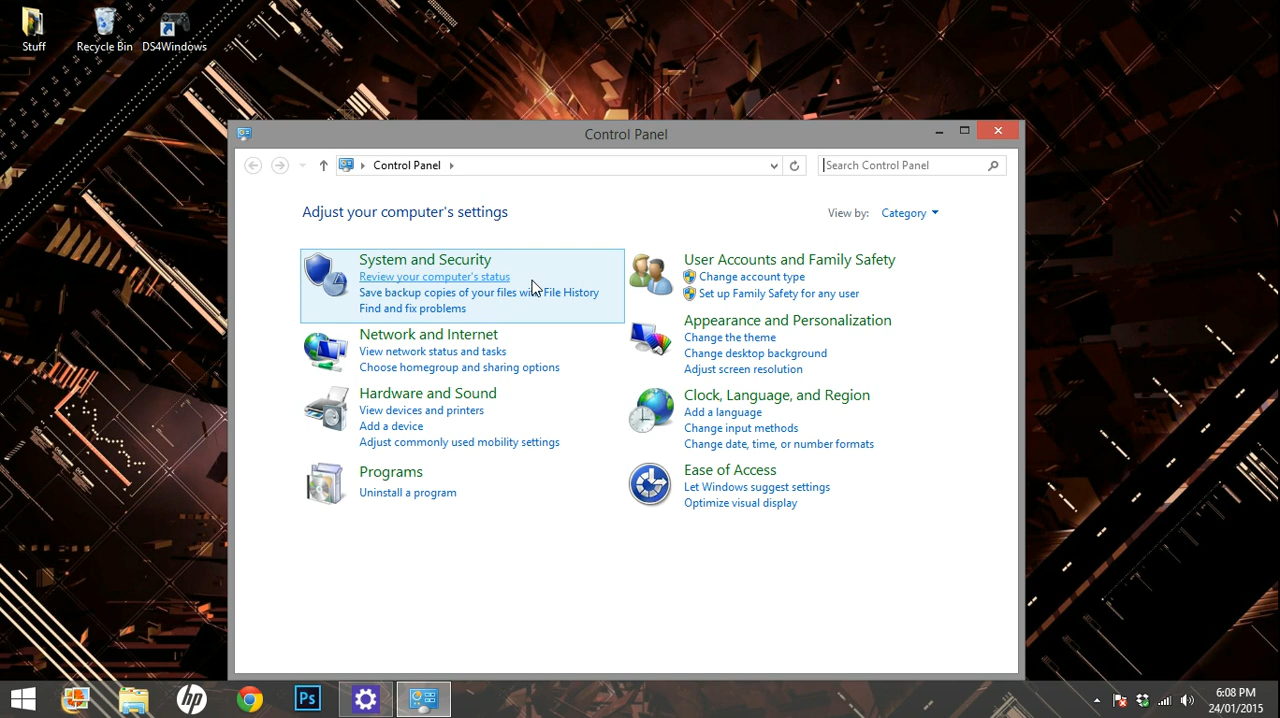 Stuff
Recycle Bin
DS4Windows
Control Panel
Control Panel
Search Control Panel
Adjust your computer's settings
View by: Category
System and Security
Review your computer's status
Save backup copies of your files with File History
Find and fix problems
Network and Internet
View network status and tasks
Choose homegroup and sharing options
Hardware and Sound
View devices and printers
Add a device
Adjust commonly used mobility settings
Programs
Uninstall a program
User Accounts and Family Safety
Change account type
Set up Family Safety for any user
Appearance and Personalization
Change the theme
Change desktop background
Adjust screen resolution
Clock, Language, and Region
Add a language
Change input methods
Change date, time, or number formats
Ease of Access
Let Windows suggest settings
Optimize visual display
hp
Ps
6:08 PM
24/01/2015